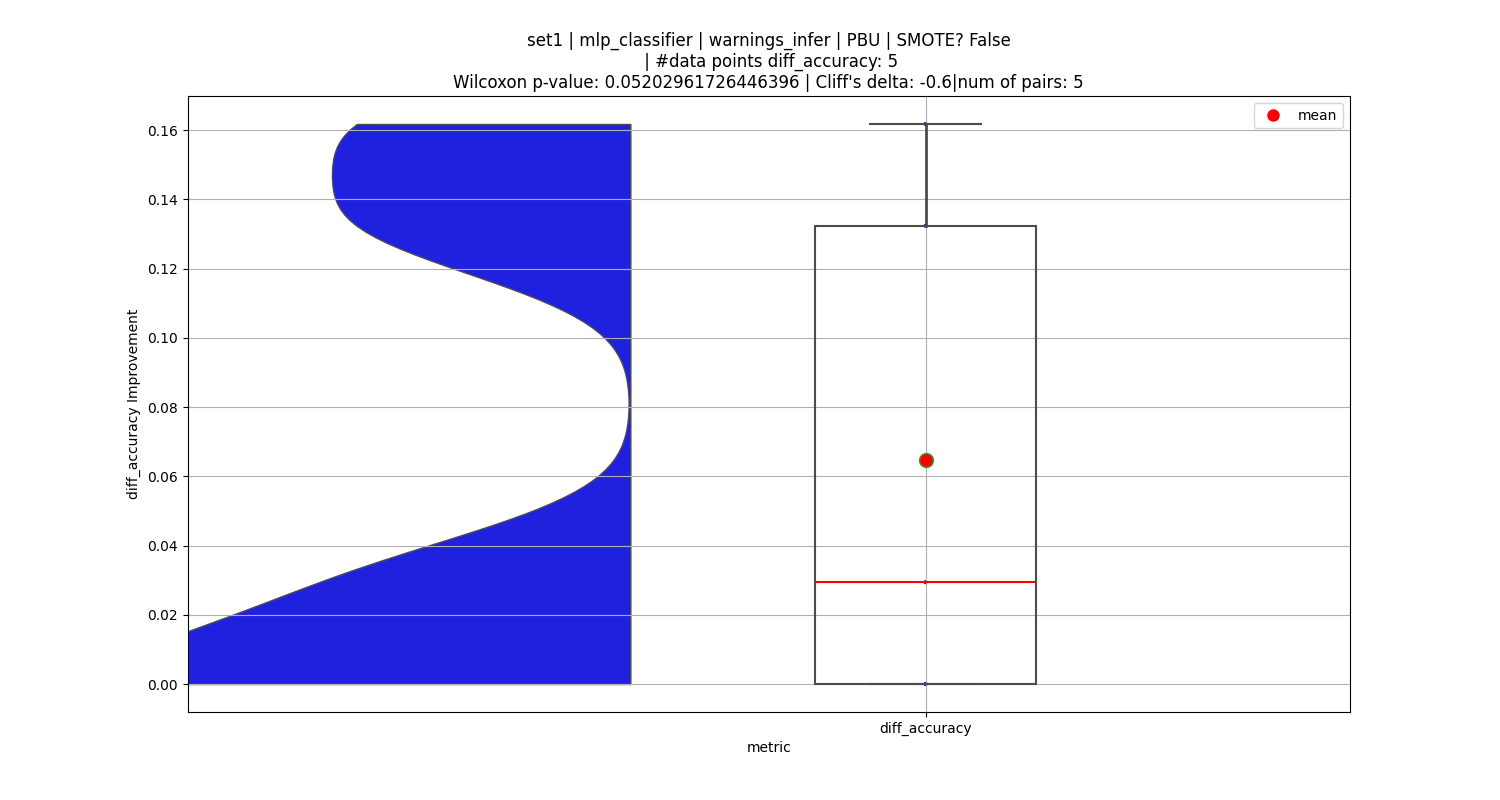 set1 | mlp_classifier | warnings_infer | PBU | SMOTE? False
| #data points diff_accuracy: 5
Wilcoxon p-value: 0.05202961726446396 | Cliff's delta: -0.6|num of pairs: 5
mean
0.16
0.14
0.12
0.10
0.08
0.06
0.04
0.02
0.00
diff_accuracy Improvement
diff_accuracy
metric